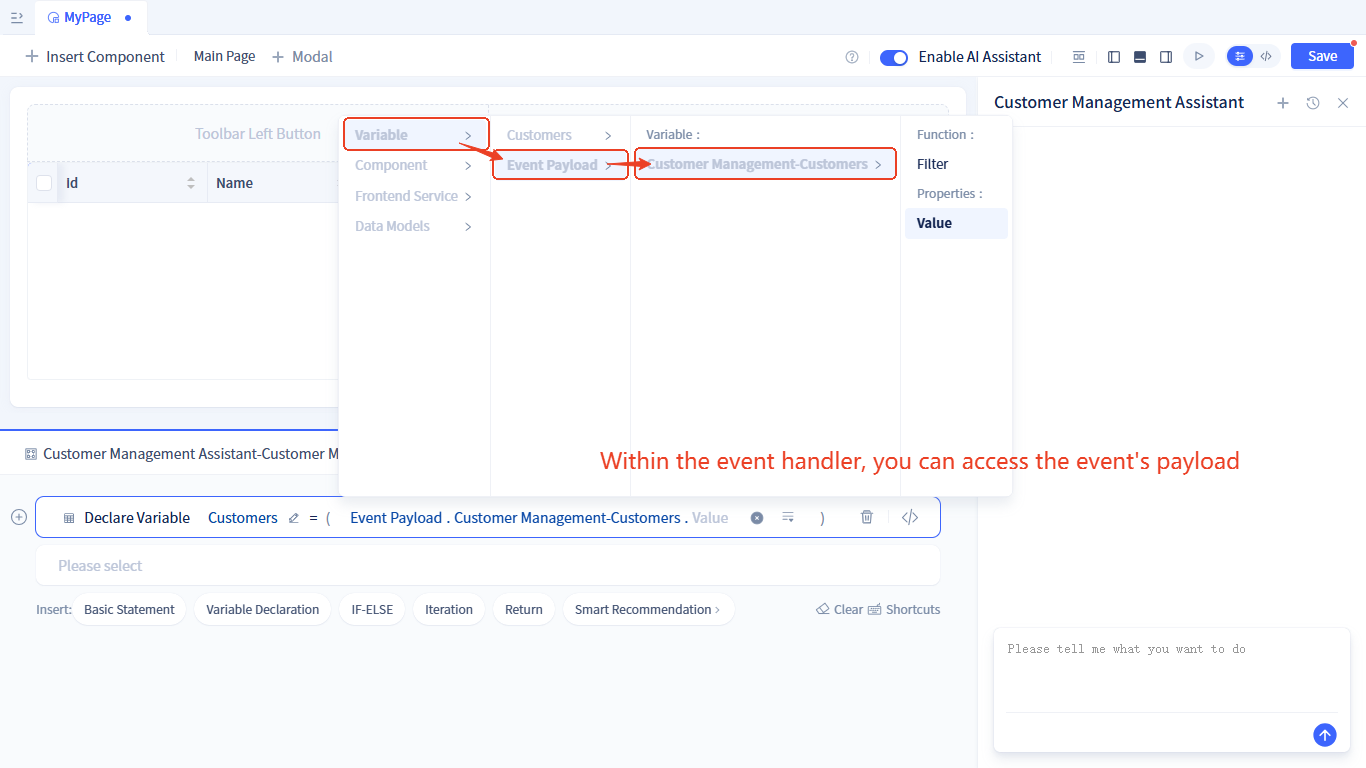 MyPage
Insert Component
Main Page
Modal
Enable AI Assistant
Save
Customer Management Assistant
Toolbar Left Button
Id
Name
Variable
Component
Frontend Service
Data Models
Customers
Event Payload
Variable :
Customer Management-Customers
Function :
Filter
Properties :
Value
Within the event handler, you can access the event's payload
Customer Management Assistant-Customer M
Declare Variable Customers = ( Event Payload . Customer Management-Customers . Value )
Please select
Insert: Basic Statement Variable Declaration IF-ELSE Iteration Return Smart Recommendation Clear Shortcuts
Please tell me what you want to do